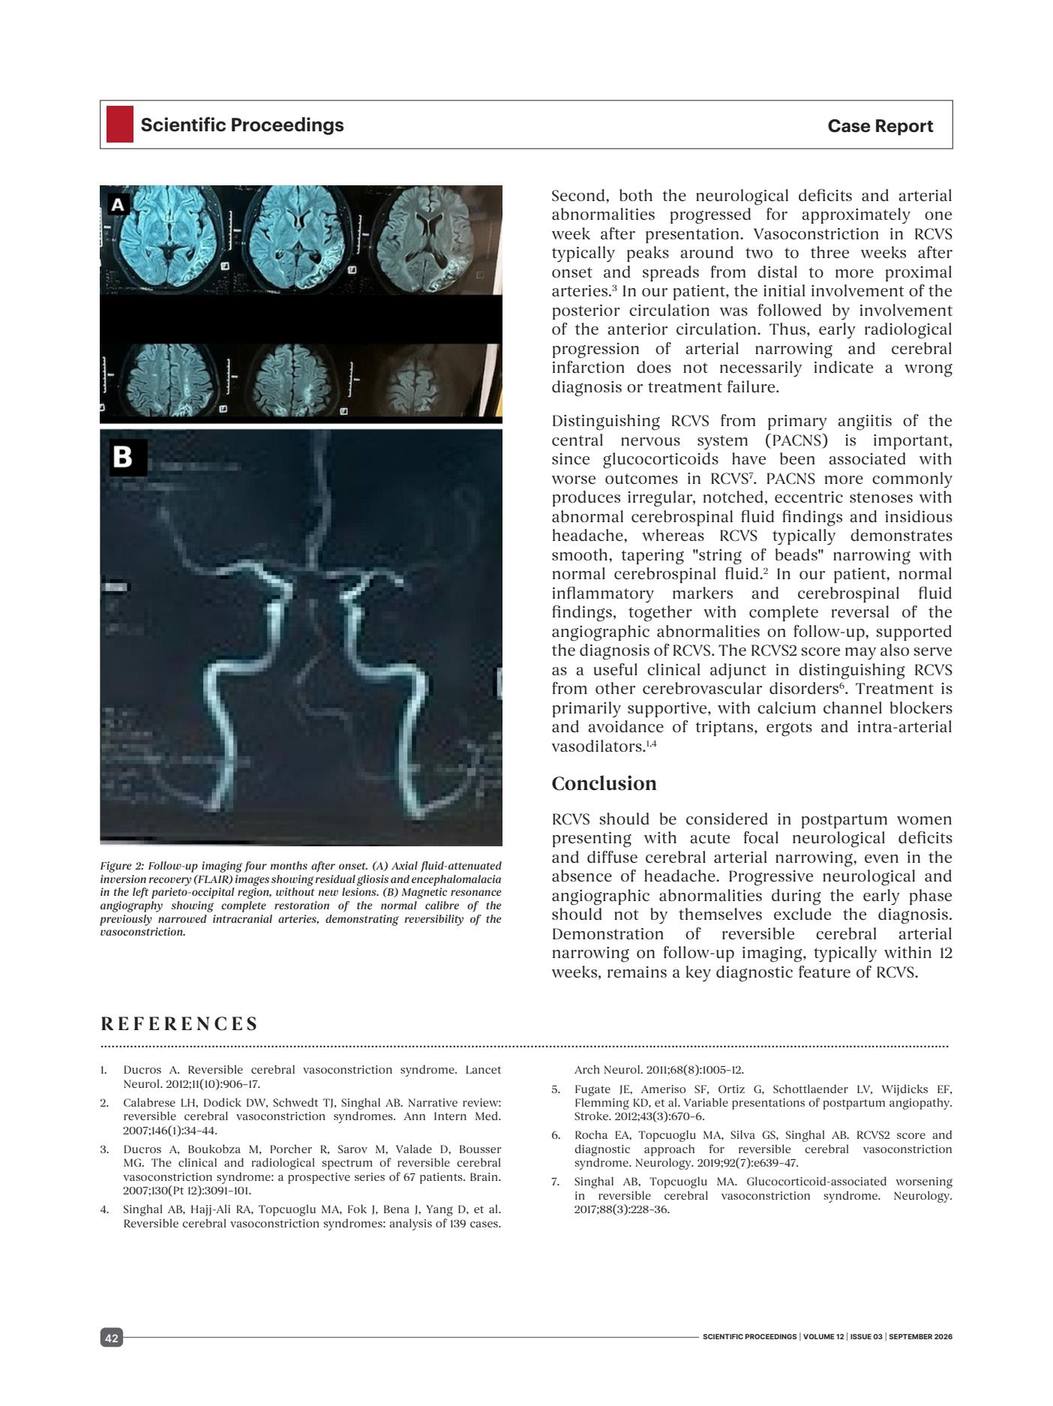 Scientific Proceedings
Case Report
A
B
Figure 2: Follow-up imaging four months after onset. (A) Axial fluid-attenuated
inversion recovery (FLAIR) images showing residual gliosis and encephalomalacia
in the left parieto-occipital region, without new lesions. (B) Magnetic resonance
angiography showing complete restoration of the normal calibre of the
previously narrowed intracranial arteries, demonstrating reversibility of the
vasoconstriction.
Second, both the neurological deficits and arterial
abnormalities progressed for approximately one
week after presentation. Vasoconstriction in RCVS
typically peaks around two to three weeks after
onset and spreads from distal to more proximal
arteries.³ In our patient, the initial involvement of the
posterior circulation was followed by involvement
of the anterior circulation. Thus, early radiological
progression of arterial narrowing and cerebral
infarction does not necessarily indicate a wrong
diagnosis or treatment failure.
Distinguishing RCVS from primary angiitis of the
central nervous system (PACNS) is important,
since glucocorticoids have been associated with
worse outcomes in RCVS⁷. PACNS more commonly
produces irregular, notched, eccentric stenoses with
abnormal cerebrospinal fluid findings and insidious
headache, whereas RCVS typically demonstrates
smooth, tapering "string of beads" narrowing with
normal cerebrospinal fluid.² In our patient, normal
inflammatory markers and cerebrospinal fluid
findings, together with complete reversal of the
angiographic abnormalities on follow-up, supported
the diagnosis of RCVS. The RCVS2 score may also serve
as a useful clinical adjunct in distinguishing RCVS
from other cerebrovascular disorders⁶. Treatment is
primarily supportive, with calcium channel blockers
and avoidance of triptans, ergots and intra-arterial
vasodilators.¹,⁴
Conclusion
RCVS should be considered in postpartum women
presenting with acute focal neurological deficits
and diffuse cerebral arterial narrowing, even in the
absence of headache. Progressive neurological and
angiographic abnormalities during the early phase
should not by themselves exclude the diagnosis.
Demonstration of reversible cerebral arterial
narrowing on follow-up imaging, typically within 12
weeks, remains a key diagnostic feature of RCVS.
REFERENCES
1. Ducros A. Reversible cerebral vasoconstriction syndrome. Lancet
Neurol. 2012;11(10):906-17.
2. Calabrese LH, Dodick DW, Schwedt TJ, Singhal AB. Narrative review:
reversible cerebral vasoconstriction syndromes. Ann Intern Med.
2007;146(1):34-44.
3. Ducros A, Boukobza M, Porcher R, Sarov M, Valade D, Bousser
MG. The clinical and radiological spectrum of reversible cerebral
vasoconstriction syndrome: a prospective series of 67 patients. Brain.
2007;130(Pt 12):3091-101.
4. Singhal AB, Hajj-Ali RA, Topcuoglu MA, Fok J, Bena J, Yang D, et al.
Reversible cerebral vasoconstriction syndromes: analysis of 139 cases.
Arch Neurol. 2011;68(8):1005-12.
5. Fugate JE, Ameriso SF, Ortiz G, Schottlaender LV, Wijdicks EF,
Flemming KD, et al. Variable presentations of postpartum angiopathy.
Stroke. 2012;43(3):670-6.
6. Rocha EA, Topcuoglu MA, Silva GS, Singhal AB. RCVS2 score and
diagnostic approach for reversible cerebral vasoconstriction
syndrome. Neurology. 2019;92(7):e639-47.
7. Singhal AB, Topcuoglu MA. Glucocorticoid-associated worsening
in reversible cerebral vasoconstriction syndrome. Neurology.
2017;88(3):228-36.
42
SCIENTIFIC PROCEEDINGS | VOLUME 12 | ISSUE 03 | SEPTEMBER 2026